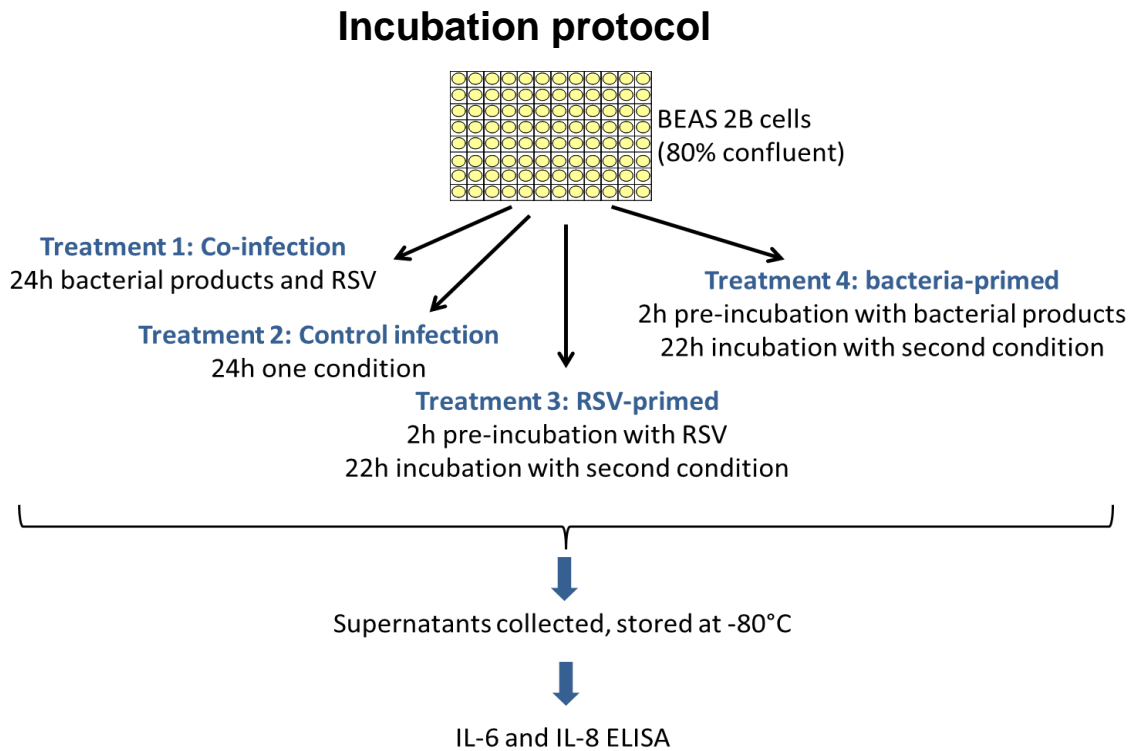 Incubation protocol
BEAS 2B cells
(80% confluent)
Treatment 1: Co-infection
24h bacterial products and RSV
Treatment 2: Control infection
24h one condition
Treatment 3: RSV-primed
2h pre-incubation with RSV
22h incubation with second condition
Treatment 4: bacteria-primed
2h pre-incubation with bacterial products
22h incubation with second condition
Supernatants collected, stored at -80°C
IL-6 and IL-8 ELISA